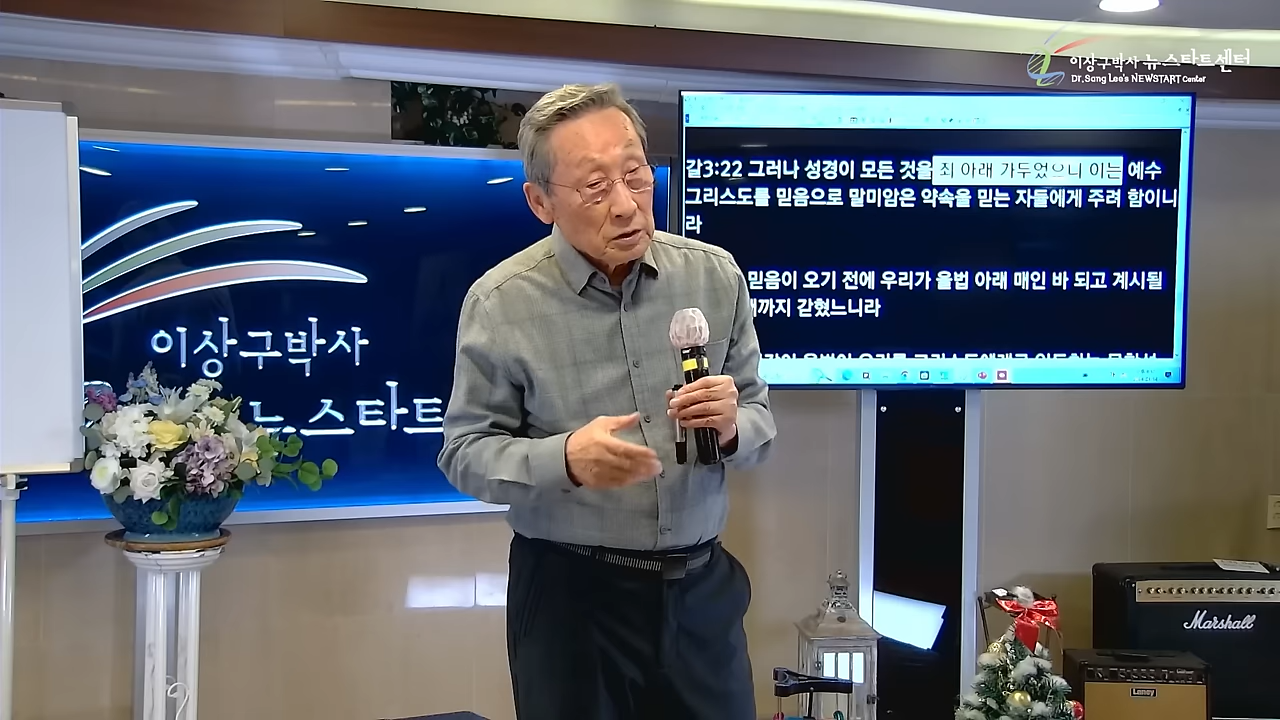 이상구박사 뉴스타트센터
Dr. Sang Lee's NEWSTART Center
갈3:22 그러나 성경이 모든 것을 죄 아래 가두었으니 이는 예수
그리스도를 믿음으로 말미암은 약속을 믿는 자들에게 주려 함이니
라
믿음이 오기 전에 우리가 율법 아래 매인 바 되고 계시될
까지 갇혔느니라
이상구박사
뉴스타트
Marshall
Laney